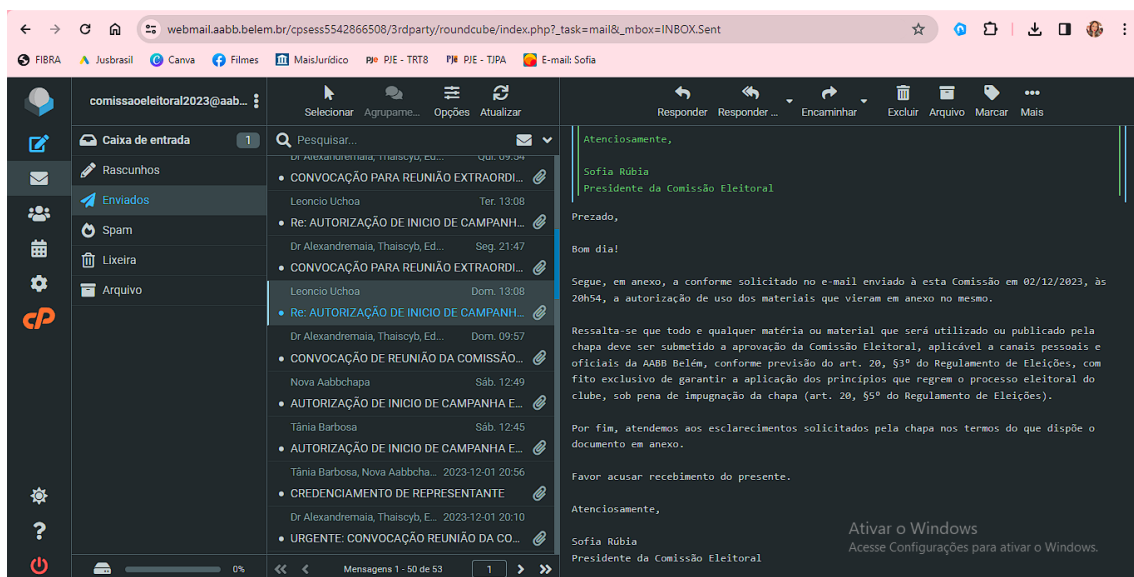 webmail.aabb.belem.br/cpsess5542866508/3rdparty/roundcube/index.php?_task=mail&_mbox=INBOX.Sent
FIBRA Jusbrasil Canva Filmes MaisJurídico PJe PJE - TRT8 PJe PJE - TJPA E-mail: Sofia
comissaoeleitoral2023@aab...
Selecionar Agrupame... Opções Atualizar
Responder Responder ... Encaminhar Excluir Arquivo Marcar Mais
Caixa de entrada 1
Rascunhos
Enviados
Spam
Lixeira
Arquivo
0%
Pesquisar...
Dr Alexandremaia, Thaiscyb, Ed... Qui. 09:54
CONVOCAÇÃO PARA REUNIÃO EXTRAORDI...
Leoncio Uchoa Ter. 13:08
Re: AUTORIZAÇÃO DE INICIO DE CAMPANH...
Dr Alexandremaia, Thaiscyb, Ed... Seg. 21:47
CONVOCAÇÃO PARA REUNIÃO EXTRAORDI...
Leoncio Uchoa Dom. 13:08
Re: AUTORIZAÇÃO DE INICIO DE CAMPANH...
Dr Alexandremaia, Thaiscyb, Ed... Dom. 09:57
CONVOCAÇÃO DE REUNIÃO DA COMISSÃO...
Nova Aabbchapa Sáb. 12:49
AUTORIZAÇÃO DE INICIO DE CAMPANHA E...
Tânia Barbosa Sáb. 12:45
AUTORIZAÇÃO DE INICIO DE CAMPANHA E...
Tânia Barbosa, Nova Aabbcha... 2023-12-01 20:56
CREDENCIAMENTO DE REPRESENTANTE
Dr Alexandremaia, Thaiscyb, E... 2023-12-01 20:10
URGENTE: CONVOCAÇÃO REUNIÃO DA CO...
Mensagens 1 - 50 de 53 1
Atenciosamente,
Sofia Rúbia
Presidente da Comissão Eleitoral
Prezado,
Bom dia!
Segue, em anexo, a conforme solicitado no e-mail enviado à esta Comissão em 02/12/2023, às
20h54, a autorização de uso dos materiais que vieram em anexo no mesmo.
Ressalta-se que todo e qualquer matéria ou material que será utilizado ou publicado pela
chapa deve ser submetido a aprovação da Comissão Eleitoral, aplicável a canais pessoais e
oficiais da AABB Belém, conforme previsão do art. 20, §3º do Regulamento de Eleições, com
fito exclusivo de garantir a aplicação dos princípios que regrem o processo eleitoral do
clube, sob pena de impugnação da chapa (art. 20, §5º do Regulamento de Eleições).
Por fim, atendemos aos esclarecimentos solicitados pela chapa nos termos do que dispõe o
documento em anexo.
Favor acusar recebimento do presente.
Atenciosamente,
Sofia Rúbia
Presidente da Comissão Eleitoral
Ativar o Windows
Acesse Configurações para ativar o Windows.